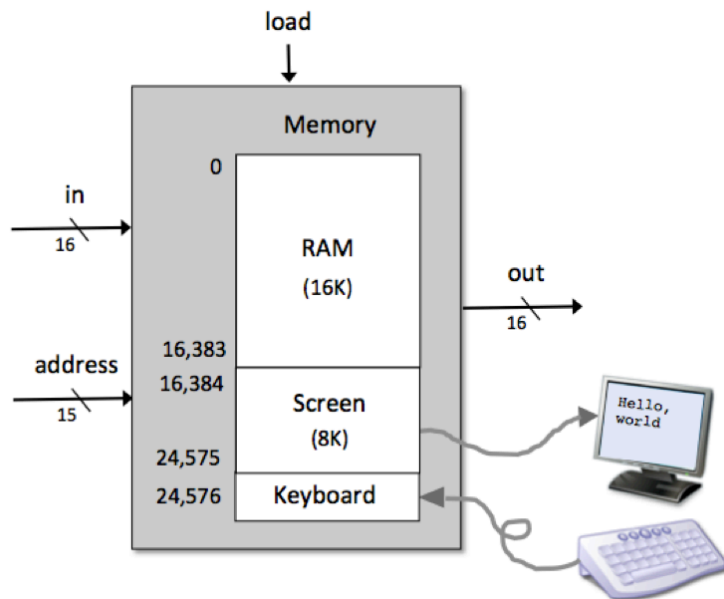 load
Memory
0
in
16
RAM
(16K)
out
16
16,383
address
16,384
15
Screen
(8K)
Hello,
world
24,575
24,576
Keyboard